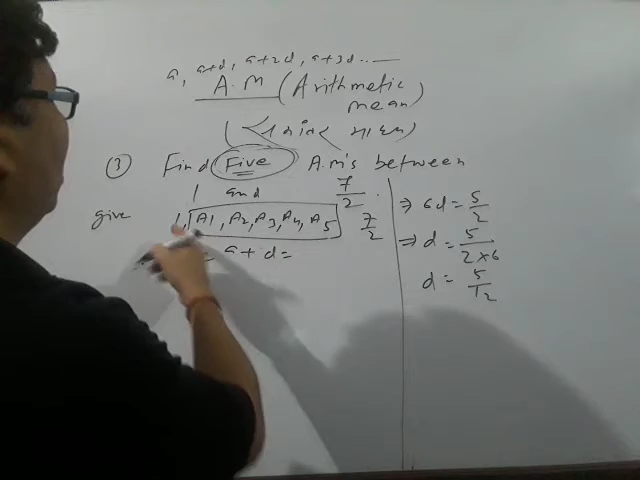 a, a+d, a+2d, a+3d .....
A.M (Arithmetic
mean)
(3) Find Five A.M's between
1 and 7/2 .
give 1, A1, A2, A3, A4, A5 7/2
= a+d=
⇒ 6d = 5/2
⇒ d = 5/2×6
d = 5/12